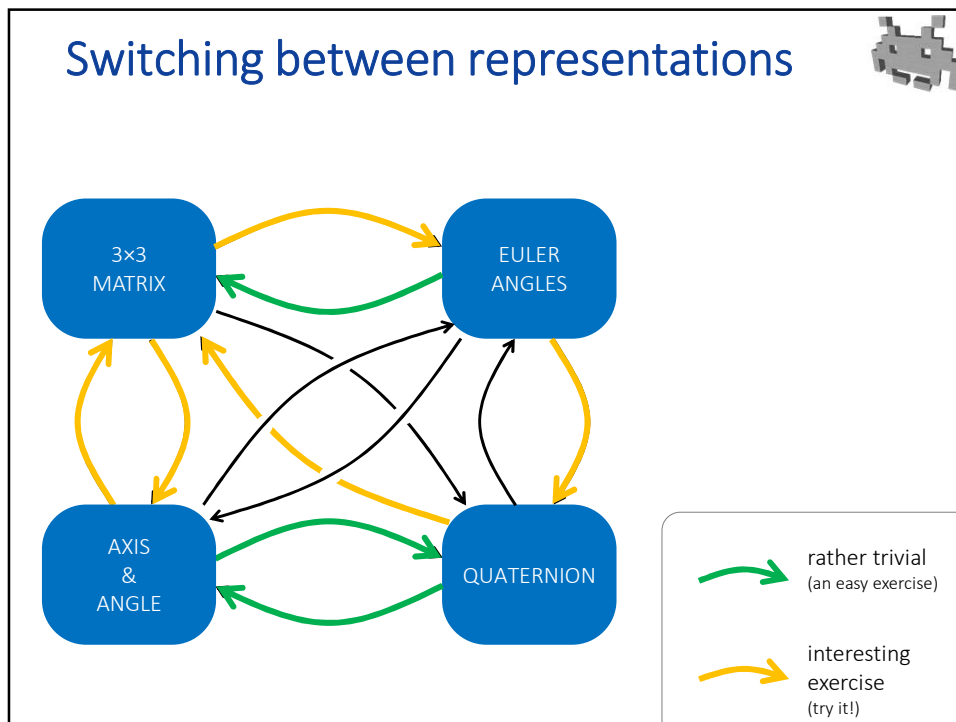 Switching between representations
3×3
MATRIX
EULER
ANGLES
AXIS
&
ANGLE
QUATERNION
rather trivial
(an easy exercise)
interesting
exercise
(try it!)